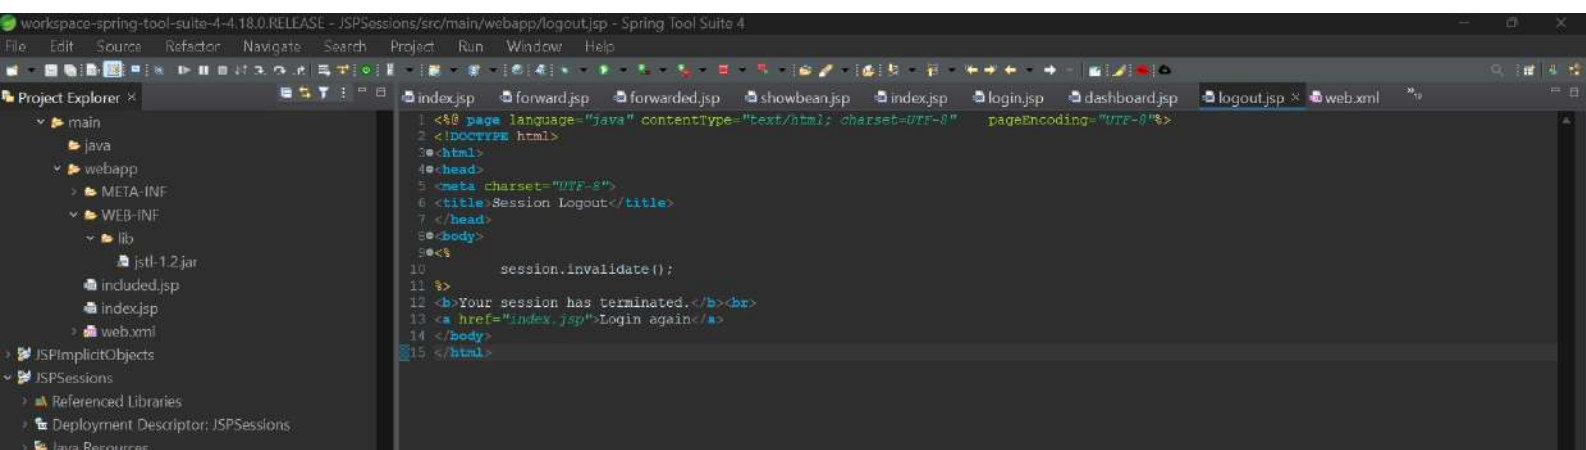 workspace-spring-tool-suite-4-4.18.0.RELEASE - JSPSessions/src/main/webapp/logout.jsp - Spring Tool Suite 4
File Edit Source Refactor Navigate Search Project Run Window Help
Project Explorer ×
index.jsp forward.jsp forwarded.jsp showbean.jsp index.jsp login.jsp dashboard.jsp logout.jsp × web.xml
main
java
webapp
META-INF
WEB-INF
lib
jstl-1.2.jar
included.jsp
index.jsp
web.xml
JSPImplicitObjects
JSPSessions
Referenced Libraries
Deployment Descriptor: JSPSessions
Java Resources
1 <%@ page language="java" contentType="text/html; charset=UTF-8" pageEncoding="UTF-8"%>
2 <!DOCTYPE html>
3 <html>
4 <head>
5 <meta charset="UTF-8">
6 <title>Session Logout</title>
7 </head>
8 <body>
9 <%
10 session.invalidate();
11 %>
12 <b>Your session has terminated.</b><br>
13 <a href="index.jsp">Login again</a>
14 </body>
15 </html>